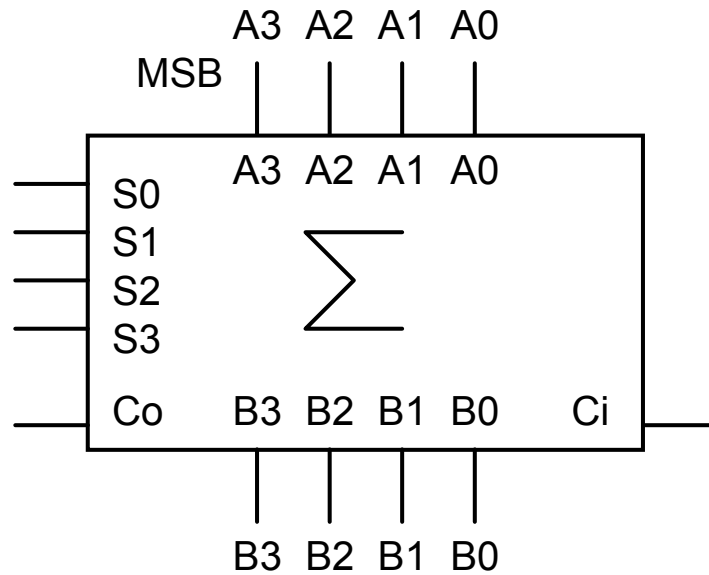 A3 A2 A1 A0
MSB
A3 A2 A1 A0
S0
S1
S2
S3
Co B3 B2 B1 B0 Ci
B3 B2 B1 B0